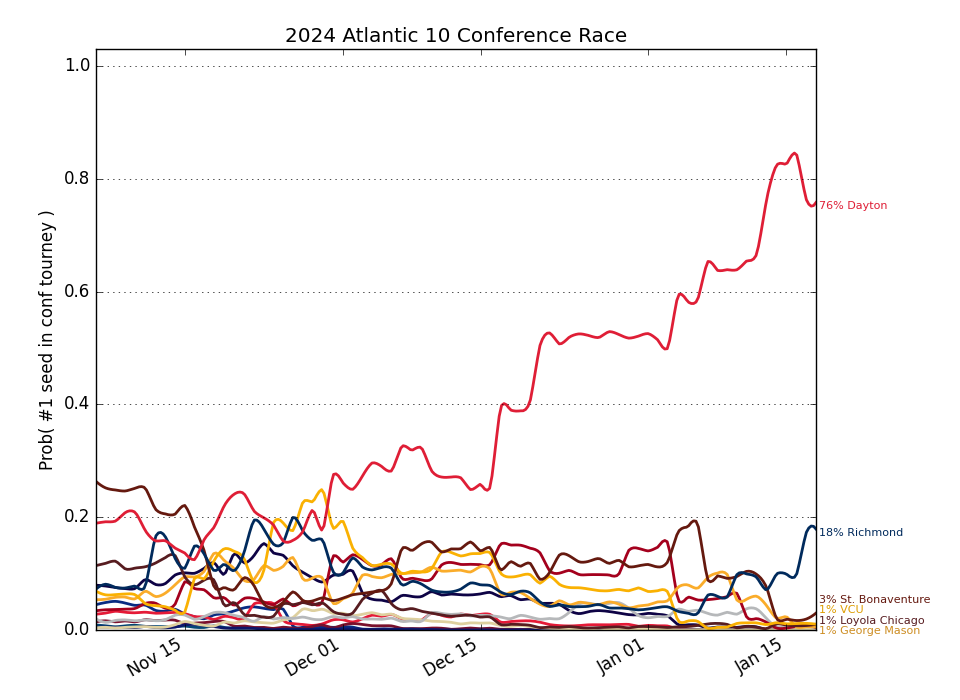 2024 Atlantic 10 Conference Race
Prob( #1 seed in conf tourney )
1.0
0.8
0.6
0.4
0.2
0.0
Nov 15
Dec 01
Dec 15
Jan 01
Jan 15
76% Dayton
18% Richmond
3% St. Bonaventure
1% VCU
1% Loyola Chicago
1% George Mason